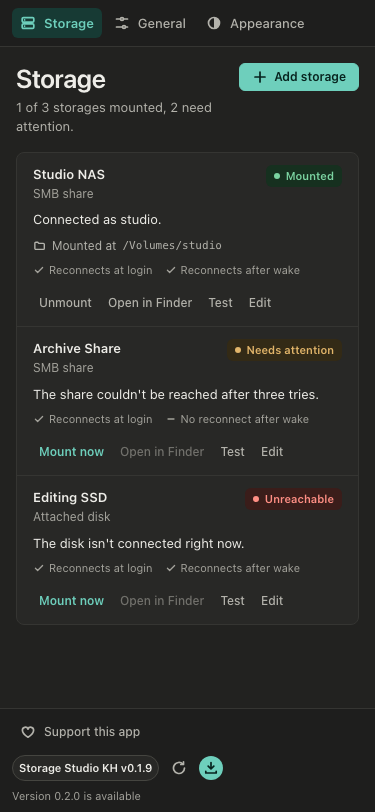 Storage
General
Appearance
Storage
Add storage
1 of 3 storages mounted, 2 need
attention.
Studio NAS
Mounted
SMB share
Connected as studio.
Mounted at /Volumes/studio
Reconnects at login
Reconnects after wake
Unmount
Open in Finder
Test
Edit
Archive Share
Needs attention
SMB share
The share couldn't be reached after three tries.
Reconnects at login
No reconnect after wake
Mount now
Open in Finder
Test
Edit
Editing SSD
Unreachable
Attached disk
The disk isn't connected right now.
Reconnects at login
Reconnects after wake
Mount now
Open in Finder
Test
Edit
Support this app
Storage Studio KH v0.1.9
Version 0.2.0 is available